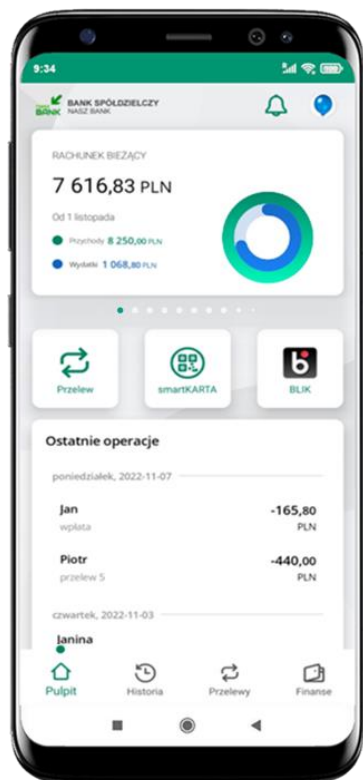 9:34
BANK SPÓŁDZIELCZY
BANK NASZ BANK
RACHUNEK BIEŻĄCY
7 616,83 PLN
Od 1 listopada
Przychody 8 250,00 PLN
Wydatki 1 068,80 PLN
Przelew
smartKARTA
BLIK
Ostatnie operacje
poniedziałek, 2022-11-07
Jan -165,80
wpłata PLN
Piotr -440,00
przelew 5 PLN
czwartek, 2022-11-03
Janina
Pulpit Historia Przelewy Finanse